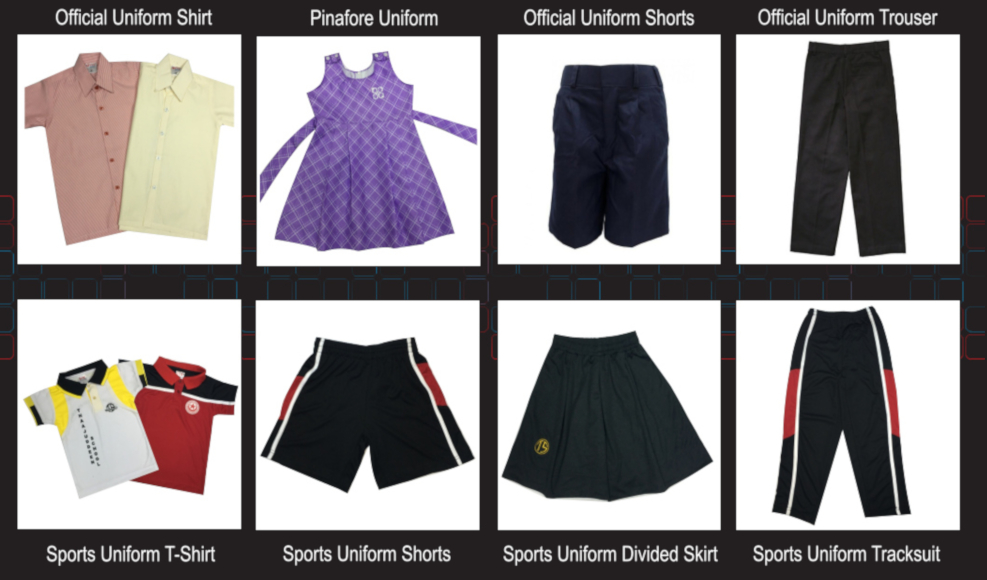 Official Uniform Shirt
Pinafore Uniform
Official Uniform Shorts
Official Uniform Trouser
Sports Uniform T-Shirt
Sports Uniform Shorts
Sports Uniform Divided Skirt
Sports Uniform Tracksuit